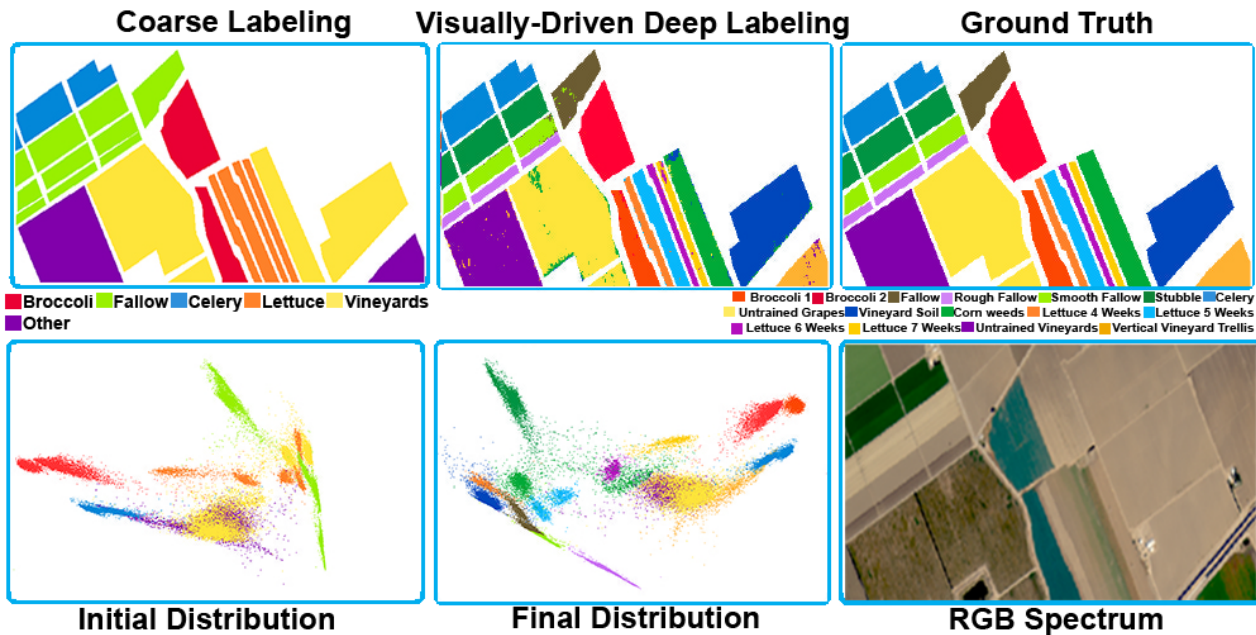 Coarse Labeling
Visually-Driven Deep Labeling
Ground Truth
Broccoli Fallow Celery Lettuce Vineyards
Other
Broccoli 1 Broccoli 2 Fallow Rough Fallow Smooth Fallow Stubble Celery
Untrained Grapes Vineyard Soil Corn weeds Lettuce 4 Weeks Lettuce 5 Weeks
Lettuce 6 Weeks Lettuce 7 Weeks Untrained Vineyards Vertical Vineyard Trellis
Initial Distribution
Final Distribution
RGB Spectrum